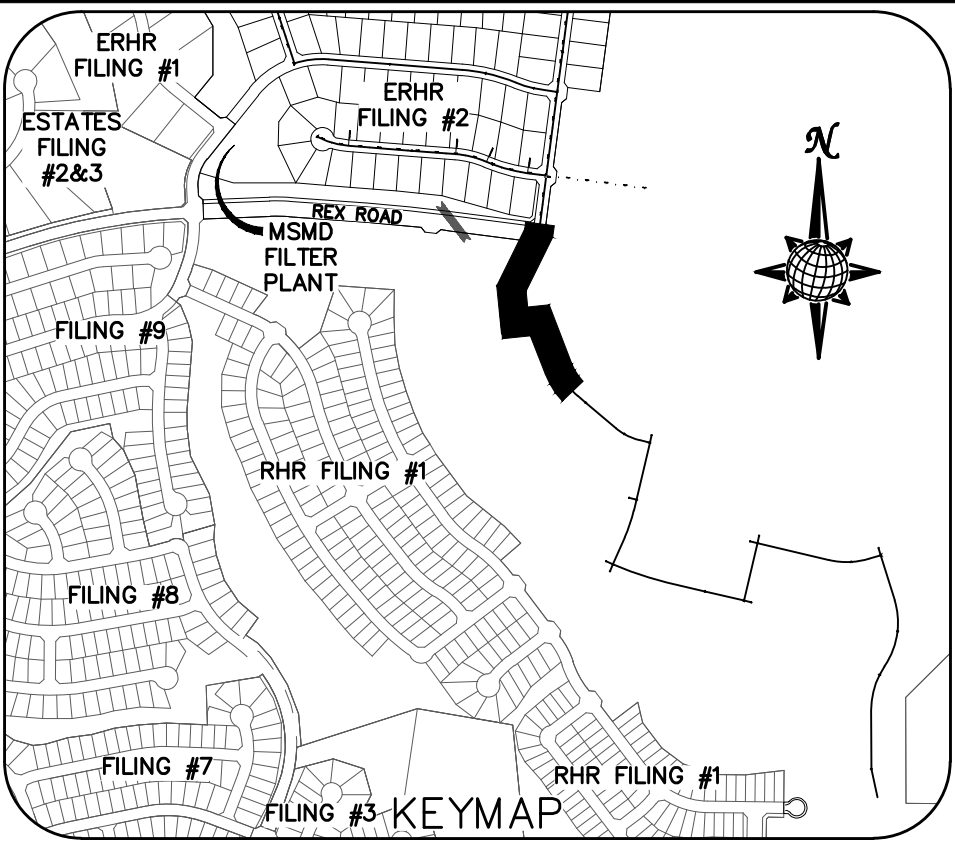 ERHR
FILING #1
ERHR
FILING #2
ESTATES
FILING
#2&3
N
REX ROAD
MSMD
FILTER
PLANT
FILING #9
RHR FILING #1
FILING #8
FILING #7
RHR FILING #1
FILING #3
KEYMAP